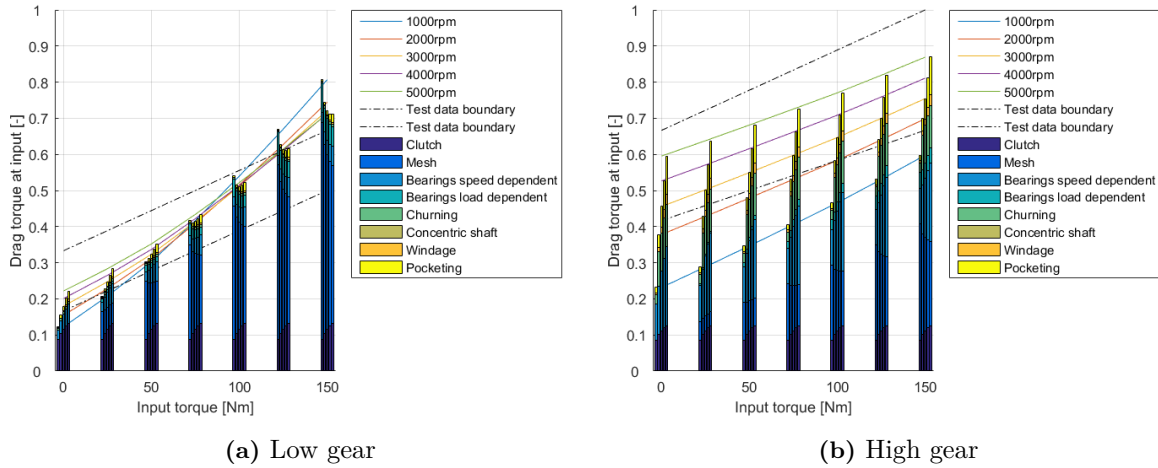 1
0.9
0.8
0.7
0.6
0.5
0.4
0.3
0.2
0.1
0
Drag torque at input [-]
0 50 100 150
Input torque [Nm]
1000rpm
2000rpm
3000rpm
4000rpm
5000rpm
Test data boundary
Test data boundary
Clutch
Mesh
Bearings speed dependent
Bearings load dependent
Churning
Concentric shaft
Windage
Pocketing
(a) Low gear
1
0.9
0.8
0.7
0.6
0.5
0.4
0.3
0.2
0.1
0
Drag torque at input [-]
0 50 100 150
Input torque [Nm]
1000rpm
2000rpm
3000rpm
4000rpm
5000rpm
Test data boundary
Test data boundary
Clutch
Mesh
Bearings speed dependent
Bearings load dependent
Churning
Concentric shaft
Windage
Pocketing
(b) High gear